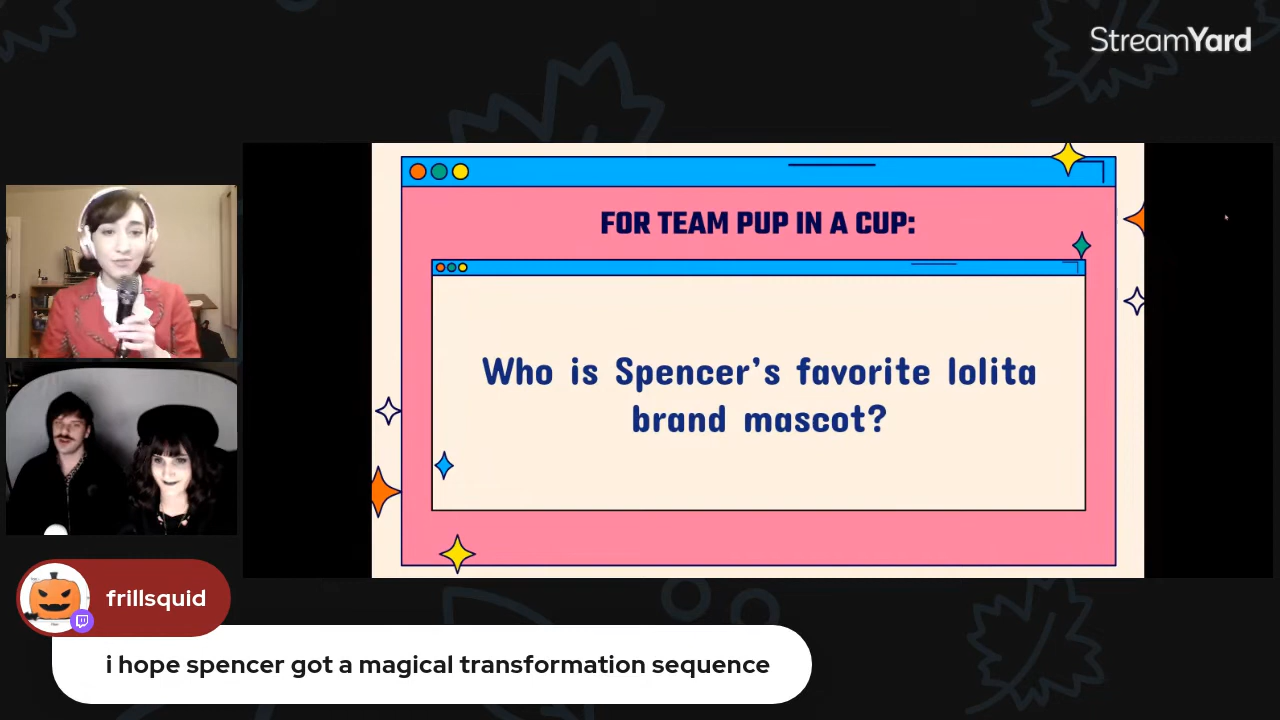 StreamYard
FOR TEAM PUP IN A CUP:
Who is Spencer's favorite lolita
brand mascot?
frillsquid
i hope spencer got a magical transformation sequence